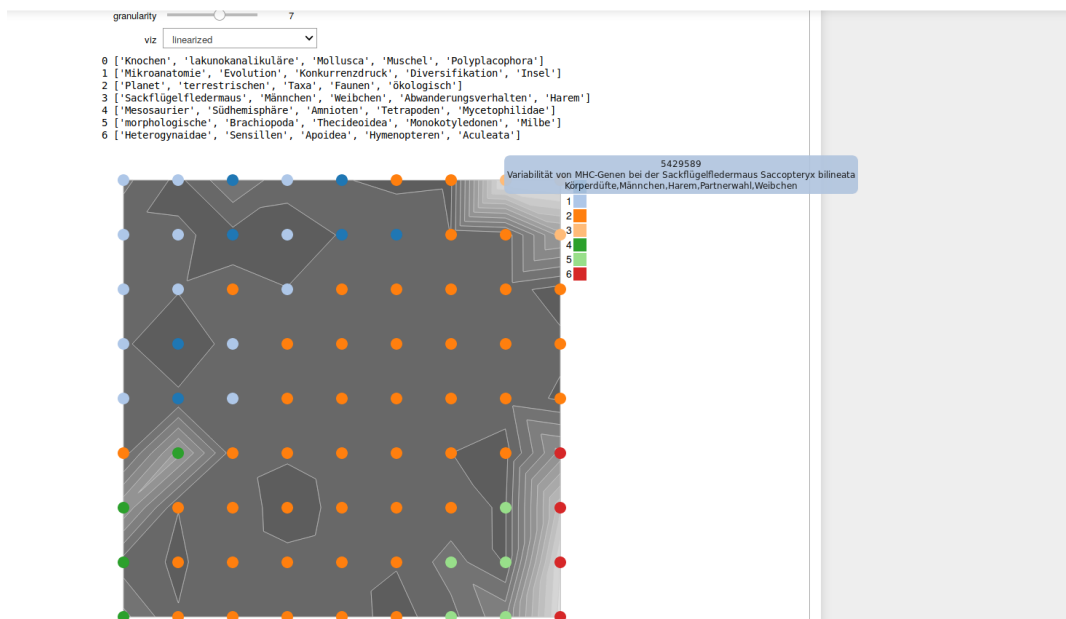 granularity 7
viz linearized
0 ['Knochen', 'lakunokanalikuläre', 'Mollusca', 'Muschel', 'Polyplacophora']
1 ['Mikroanatomie', 'Evolution', 'Konkurrenzdruck', 'Diversifikation', 'Insel']
2 ['Planet', 'terrestrischen', 'Taxa', 'Faunen', 'ökologisch']
3 ['Sackflügelfledermaus', 'Männchen', 'Weibchen', 'Abwanderungsverhalten', 'Harem']
4 ['Mesosaurier', 'Südhemisphäre', 'Amnioten', 'Tetrapoden', 'Mycetophilidae']
5 ['morphologische', 'Brachiopoda', 'Thecideoidea', 'Monokotyledonen', 'Milbe']
6 ['Heterogynaidae', 'Sensillen', 'Apoidea', 'Hymenopteren', 'Aculeata']
5429589
Variabilität von MHC-Genen bei der Sackflügelfledermaus Saccopteryx bilineata
Körperdüfte,Männchen,Harem,Partnerwahl,Weibchen
1
2
3
4
5
6